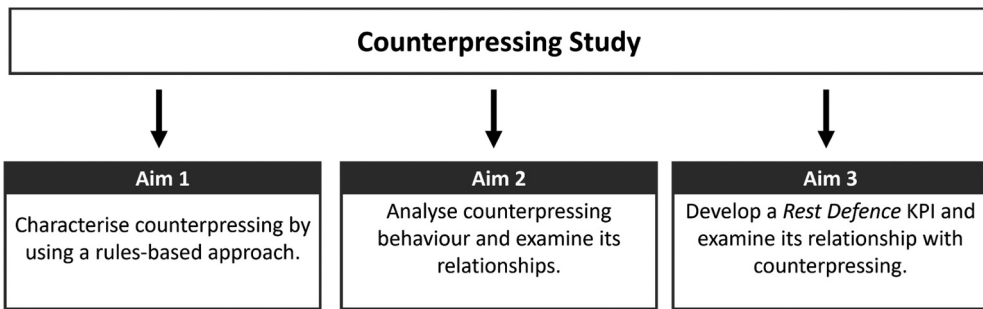 Counterpressing Study
Aim 1
Characterise counterpressing by
using a rules-based approach.
Aim 2
Analyse counterpressing
behaviour and examine its
relationships.
Aim 3
Develop a Rest Defence KPI and
examine its relationship with
counterpressing.